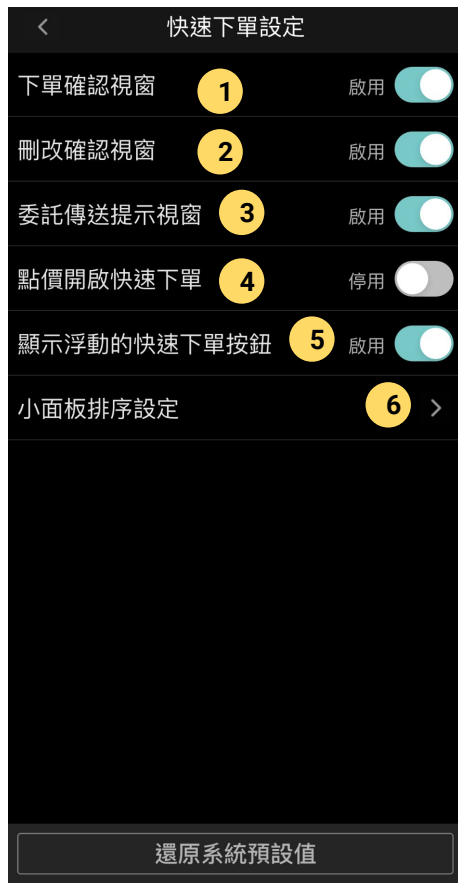 快速下單設定
下單確認視窗 1 啟用
刪改確認視窗 2 啟用
委託傳送提示視窗 3 啟用
點價開啟快速下單 4 停用
顯示浮動的快速下單按鈕 5 啟用
小面板排序設定 6
還原系統預設值